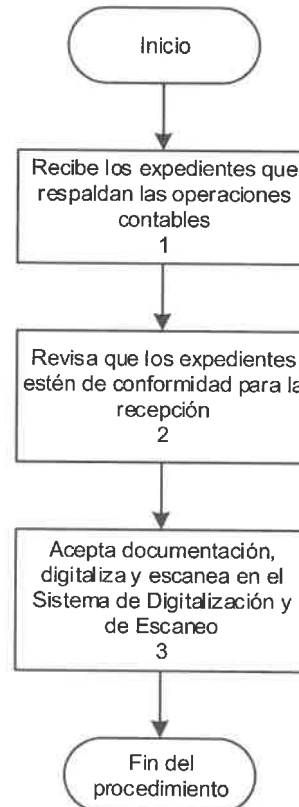 Inicio
Recibe los expedientes que
respaldan las operaciones
contables
1
Revisa que los expedientes
estén de conformidad para la
recepción
2
Acepta documentación,
digitaliza y escanea en el
Sistema de Digitalización y
de Escaneo
3
Fin del
procedimiento